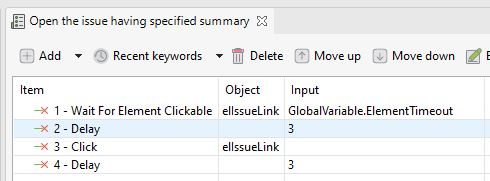 Open the issue having specified summary
Add Recent keywords Delete Move up Move down
Item Object Input
1 - Wait For Element Clickable elIssueLink GlobalVariable.ElementTimeout
2 - Delay 3
3 - Click elIssueLink
4 - Delay 3